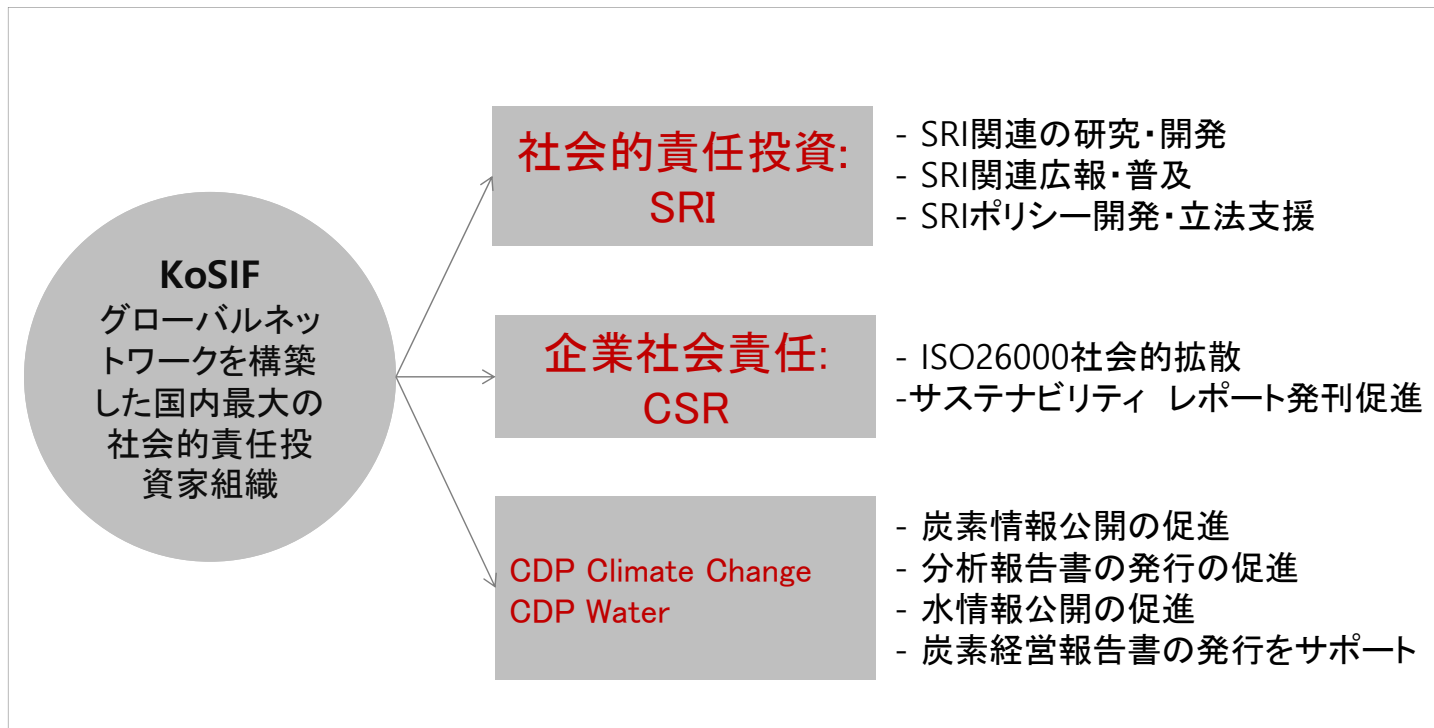 KoSIF
グローバルネッ
トワークを構築
した国内最大の
社会的責任投
資家組織
社会的責任投資:
SRI
- SRI関連の研究・開発
- SRI関連広報・普及
- SRIポリシー開発・立法支援
企業社会責任:
CSR
- ISO26000社会的拡散
-サステナビリティ レポート発刊促進
CDP Climate Change
CDP Water
- 炭素情報公開の促進
- 分析報告書の発行の促進
- 水情報公開の促進
- 炭素経営報告書の発行をサポート